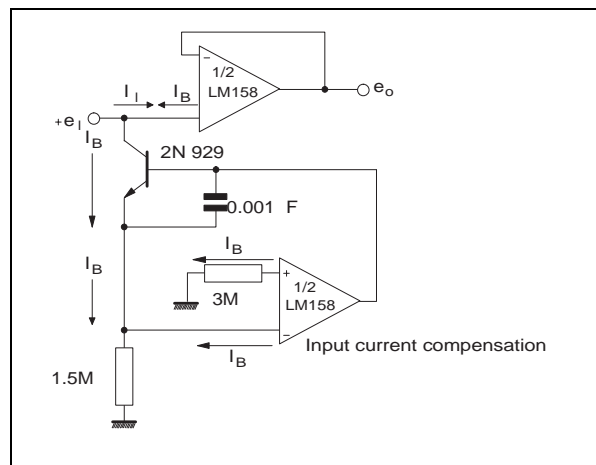 −
1/2
LM158
I I
I B
e o
+e I
I B
2N 929
0.001 F
I B
I B
+
1/2
LM158
3M
−
I B
Input current compensation
1.5M